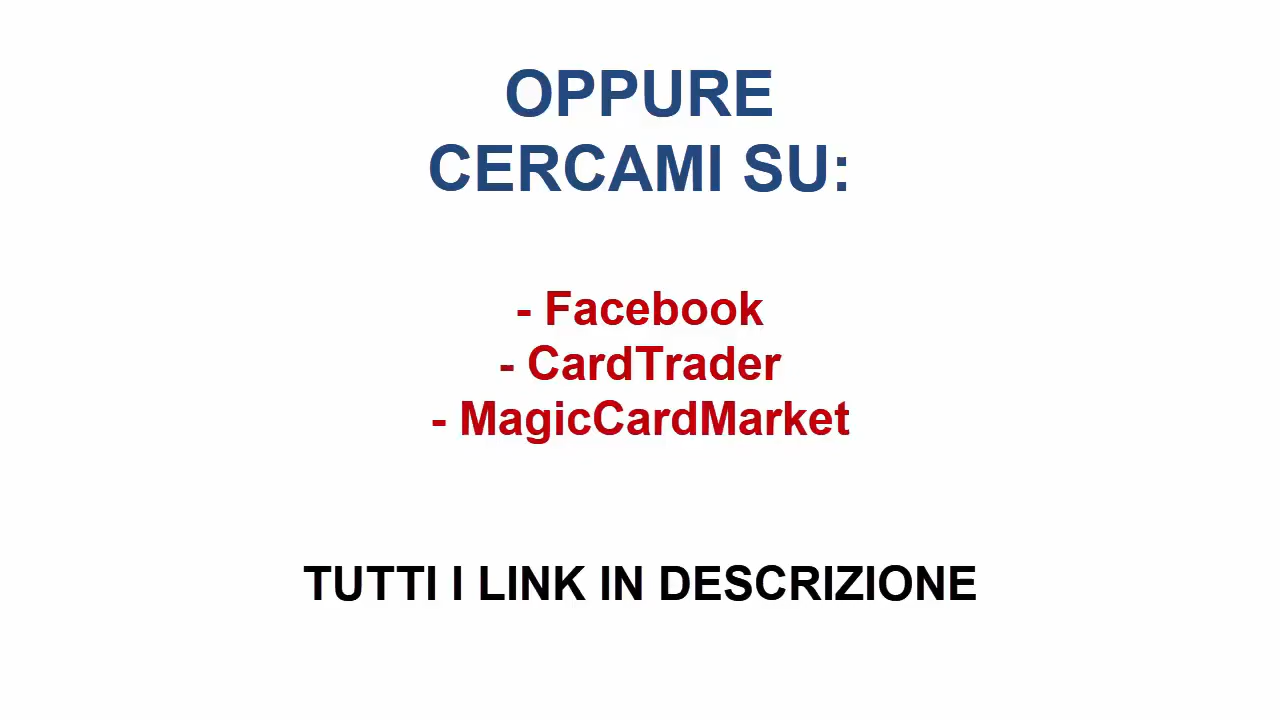 OPPURE
CERCAMI SU:
- Facebook
- CardTrader
- MagicCardMarket
TUTTI I LINK IN DESCRIZIONE